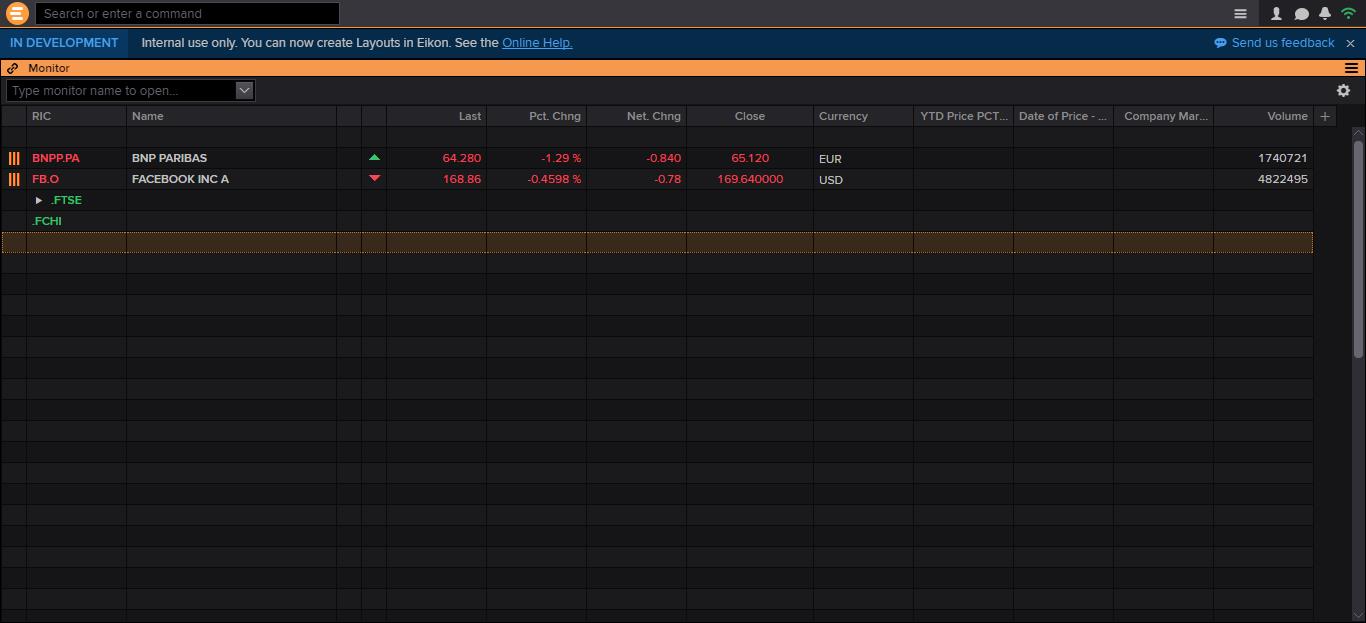 Search or enter a command
IN DEVELOPMENT Internal use only. You can now create Layouts in Eikon. See the Online Help. Send us feedback
Monitor
Type monitor name to open...
RIC Name Last Pct. Chng Net. Chng Close Currency YTD Price PCT... Date of Price - ... Company Mar... Volume
BNPP.PA BNP PARIBAS 64.280 -1.29 % -0.840 65.120 EUR 1740721
FB.O FACEBOOK INC A 168.86 -0.4598 % -0.78 169.640000 USD 4822495
.FTSE
.FCHI